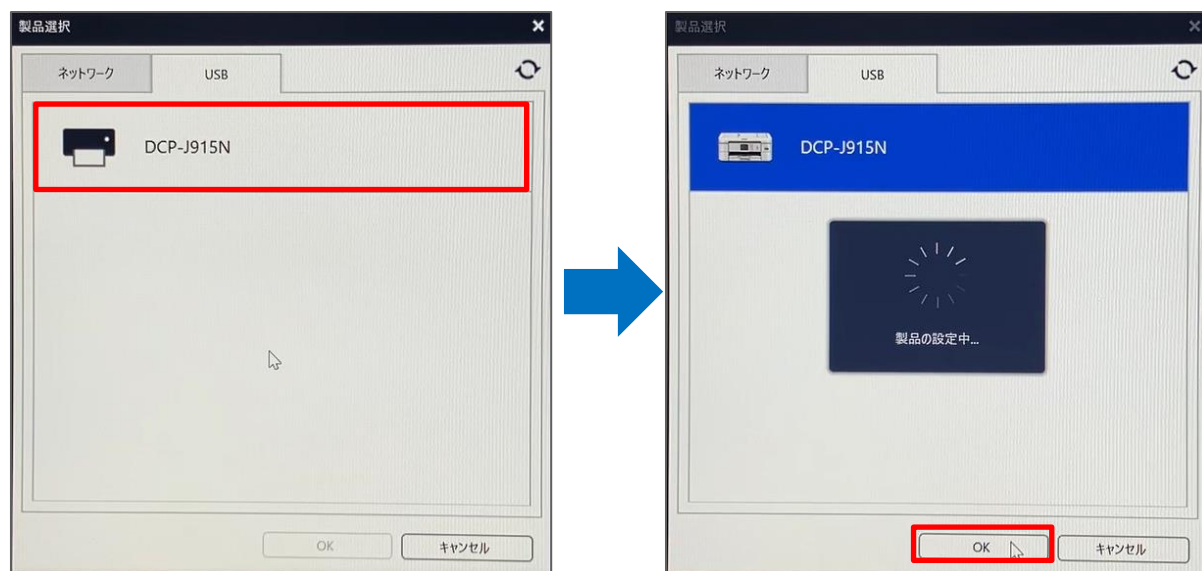 製品選択
ネットワーク
USB
DCP-J915N
OK
キャンセル
製品選択
ネットワーク
USB
DCP-J915N
製品の設定中...
OK
キャンセル